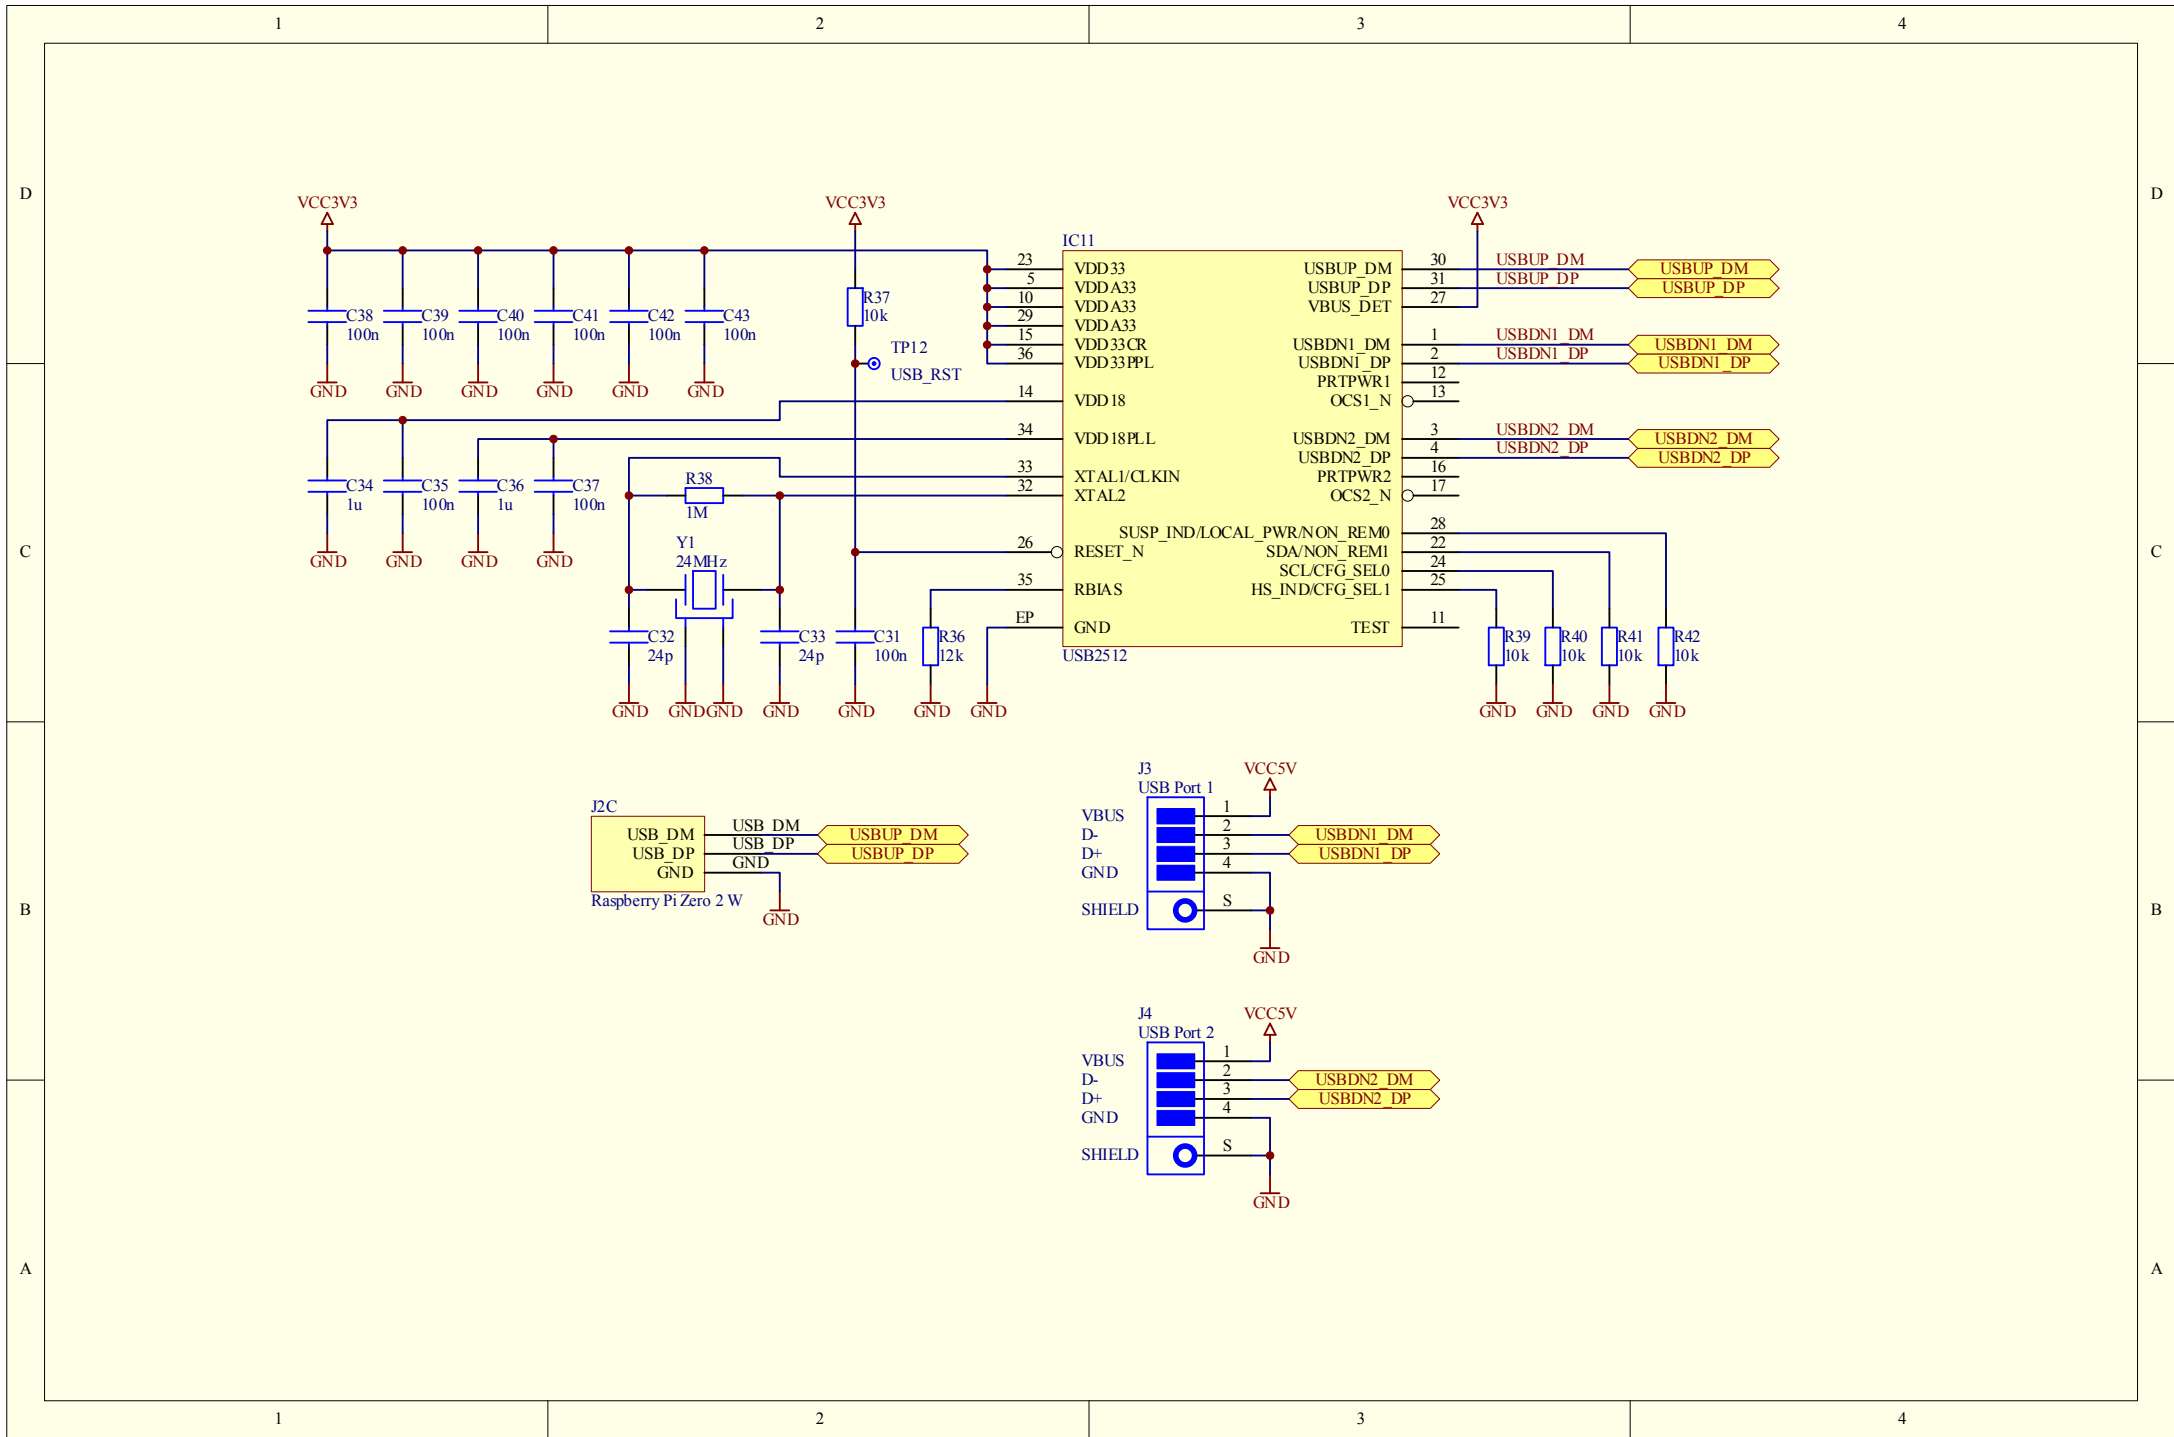 1 2 3 4
D D
VCC3V3 VCC3V3 VCC3V3
IC11
23 VDD33 USBUP_DM 30 USBUP_DM USBUP_DM
5 VDDA33 USBUP_DP 31 USBUP_DP USBUP_DP
10 VDDA33 VBUS_DET 27
29 VDDA33
15 VDD33CR USBDN1_DM 1 USBDN1_DM USBDN1_DM
36 VDD33PPL USBDN1_DP 2 USBDN1_DP USBDN1_DP
PRTPWR1 12
14 VDD18 OCS1_N 13
34 VDD18PLL USBDN2_DM 3 USBDN2_DM USBDN2_DM
USBDN2_DP 4 USBDN2_DP USBDN2_DP
33 XTAL1/CLKIN PRTPWR2 16
32 XTAL2 OCS2_N 17
SUSP_IND/LOCAL_PWR/NON_REM0 28
26 RESET_N SDA/NON_REM1 22
SCL/CFG_SEL0 24
35 RBIAS HS_IND/CFG_SEL1 25
EP GND TEST 11
USB2512
C38 C39 C40 C41 C42 C43
100n 100n 100n 100n 100n 100n
GND GND GND GND GND GND
R37
10k
TP12
USB_RST
C34 C35 C36 C37
1u 100n 1u 100n
GND GND GND GND
R38
1M
Y1
24MHz
C C
C32 C33 C31 R36
24p 24p 100n 12k
GND GND GND GND GND GND GND
R39 R40 R41 R42
10k 10k 10k 10k
GND GND GND GND
J2C
USB_DM USB_DM USBUP_DM
USB_DP USB_DP USBUP_DP
GND GND
Raspberry Pi Zero 2 W
GND
J3 VCC5V
USB Port 1
VBUS 1
D- 2 USBDN1_DM
D+ 3 USBDN1_DP
GND 4
SHIELD S
GND
B B
J4 VCC5V
USB Port 2
VBUS 1
D- 2 USBDN2_DM
D+ 3 USBDN2_DP
GND 4
SHIELD S
GND
A A
1 2 3 4